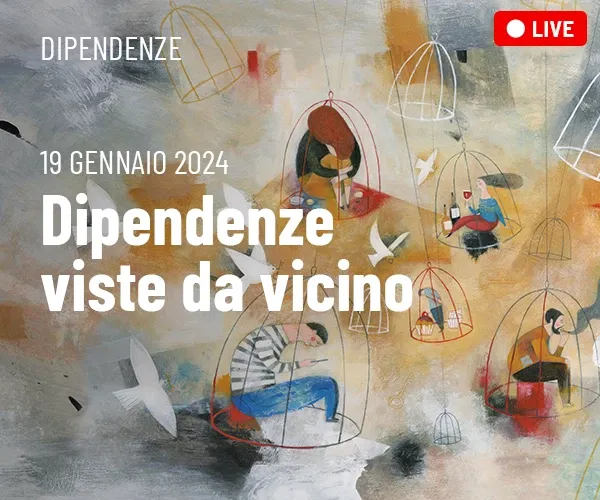 DIPENDENZE
LIVE
19 GENNAIO 2024
Dipendenze
viste da vicino